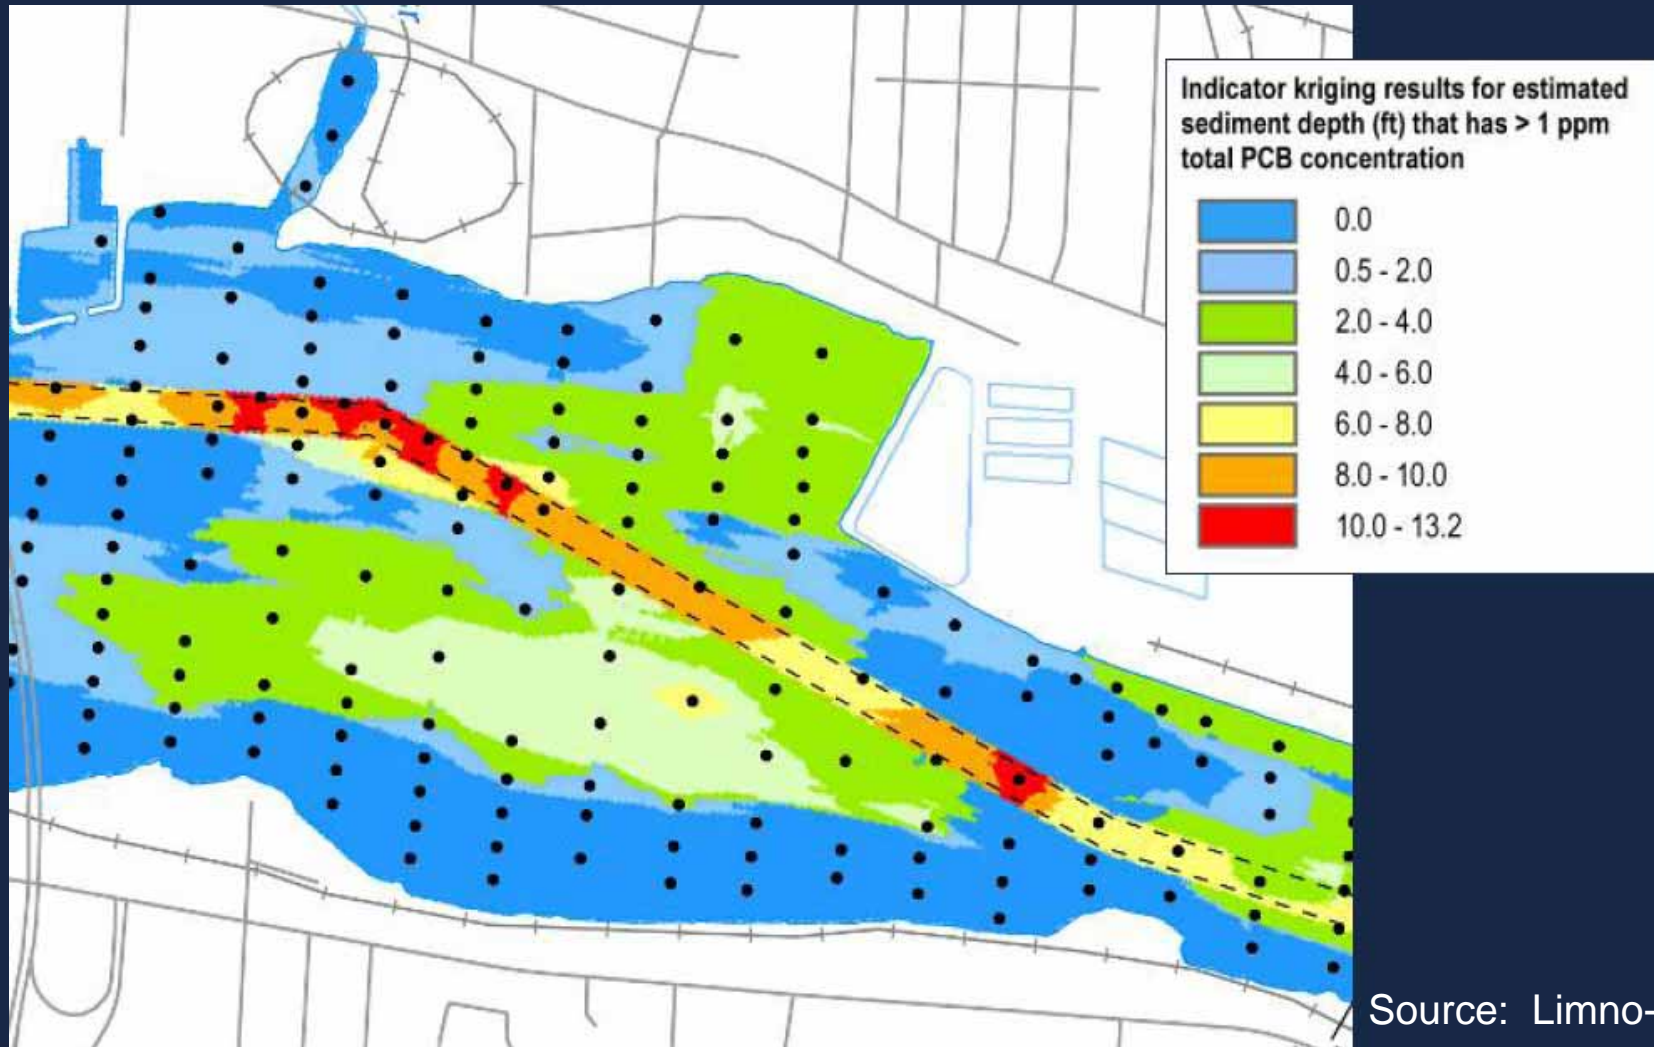 Indicator kriging results for estimated
sediment depth (ft) that has > 1 ppm
total PCB concentration
0.0
0.5 - 2.0
2.0 - 4.0
4.0 - 6.0
6.0 - 8.0
8.0 - 10.0
10.0 - 13.2
Source: Limno-